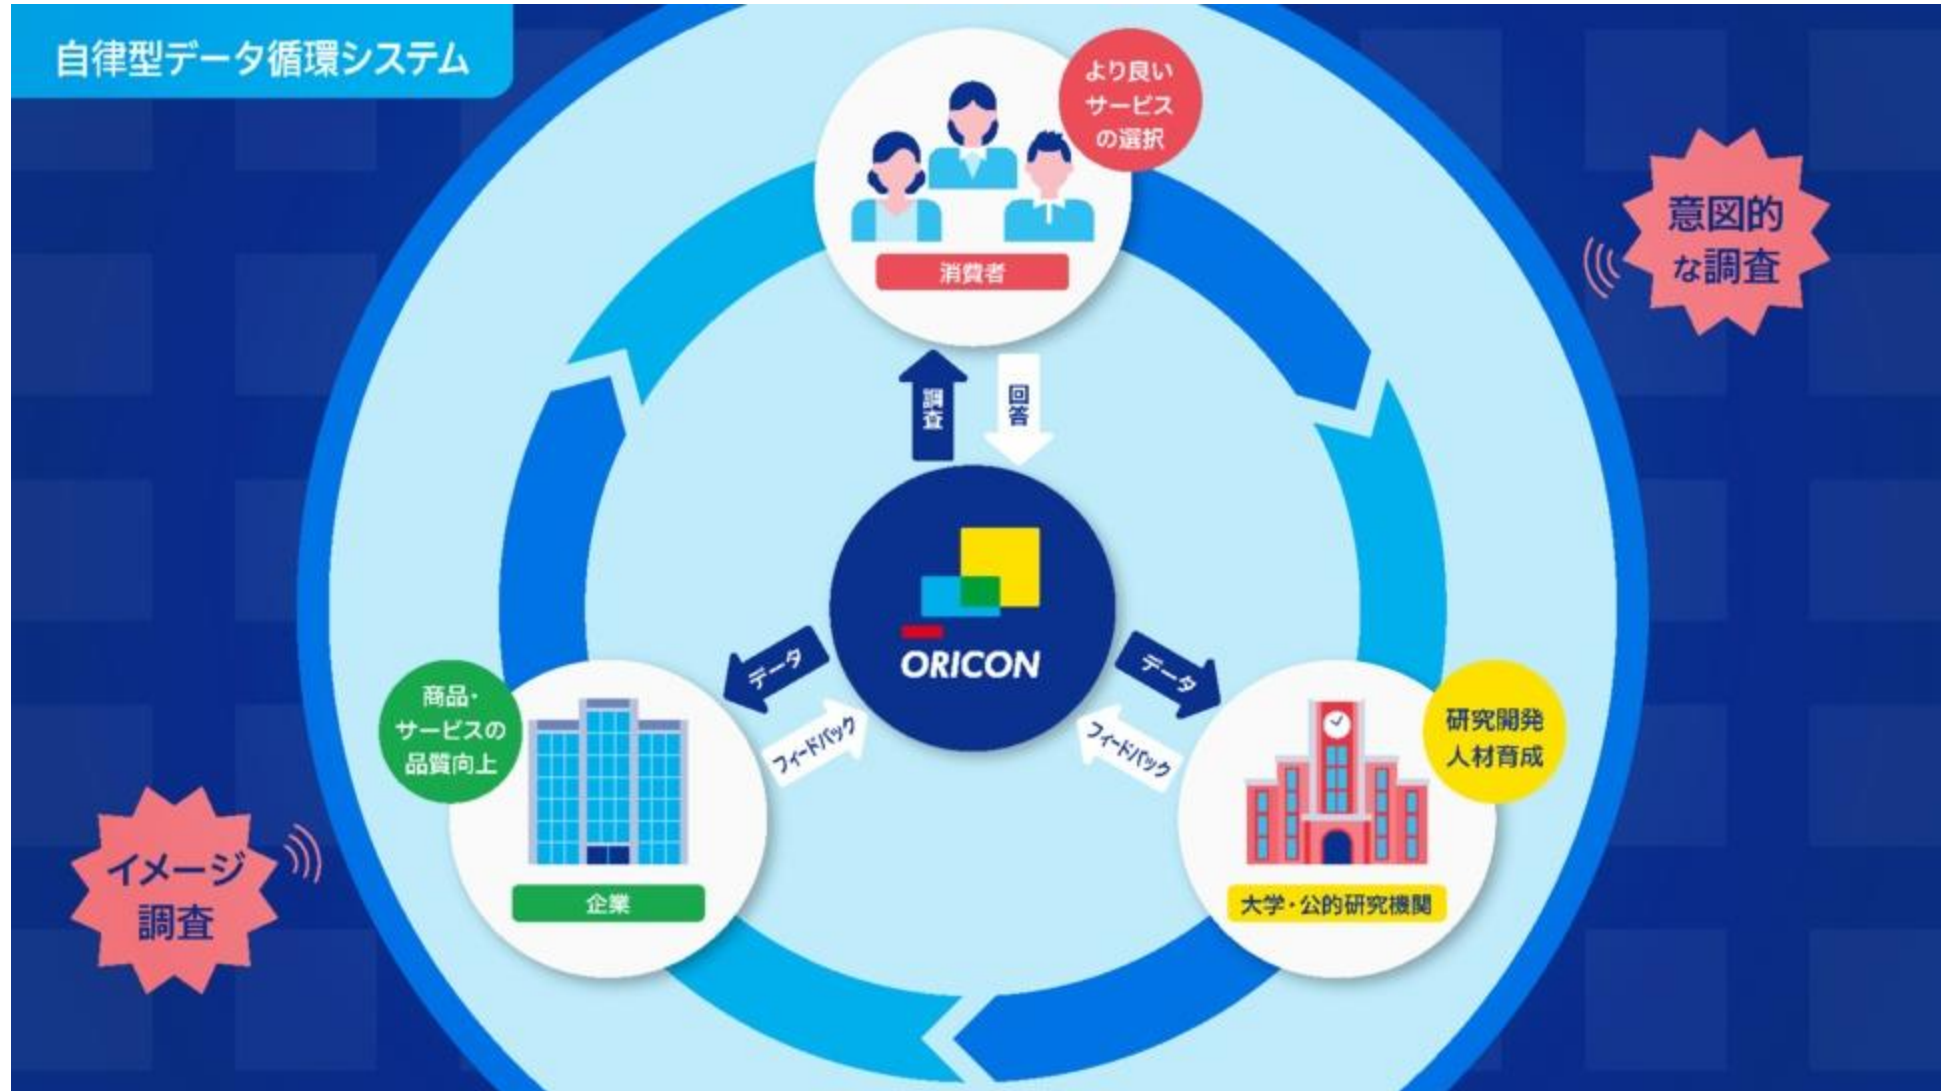 自律型データ循環システム
より良い
サービス
の選択
消費者
意図的
な調査
調査
回答
ORICON
データ
フィードバック
データ
フィードバック
商品・
サービスの
品質向上
企業
研究開発
人材育成
大学・公的研究機関
イメージ
調査